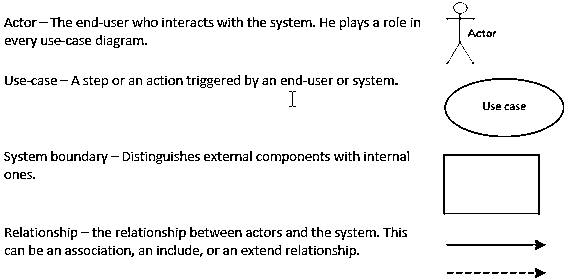 Actor – The end-user who interacts with the system. He plays a role in
every use-case diagram.
Actor
Use-case – A step or an action triggered by an end-user or system.
Use case
System boundary – Distinguishes external components with internal
ones.
Relationship – the relationship between actors and the system. This
can be an association, an include, or an extend relationship.